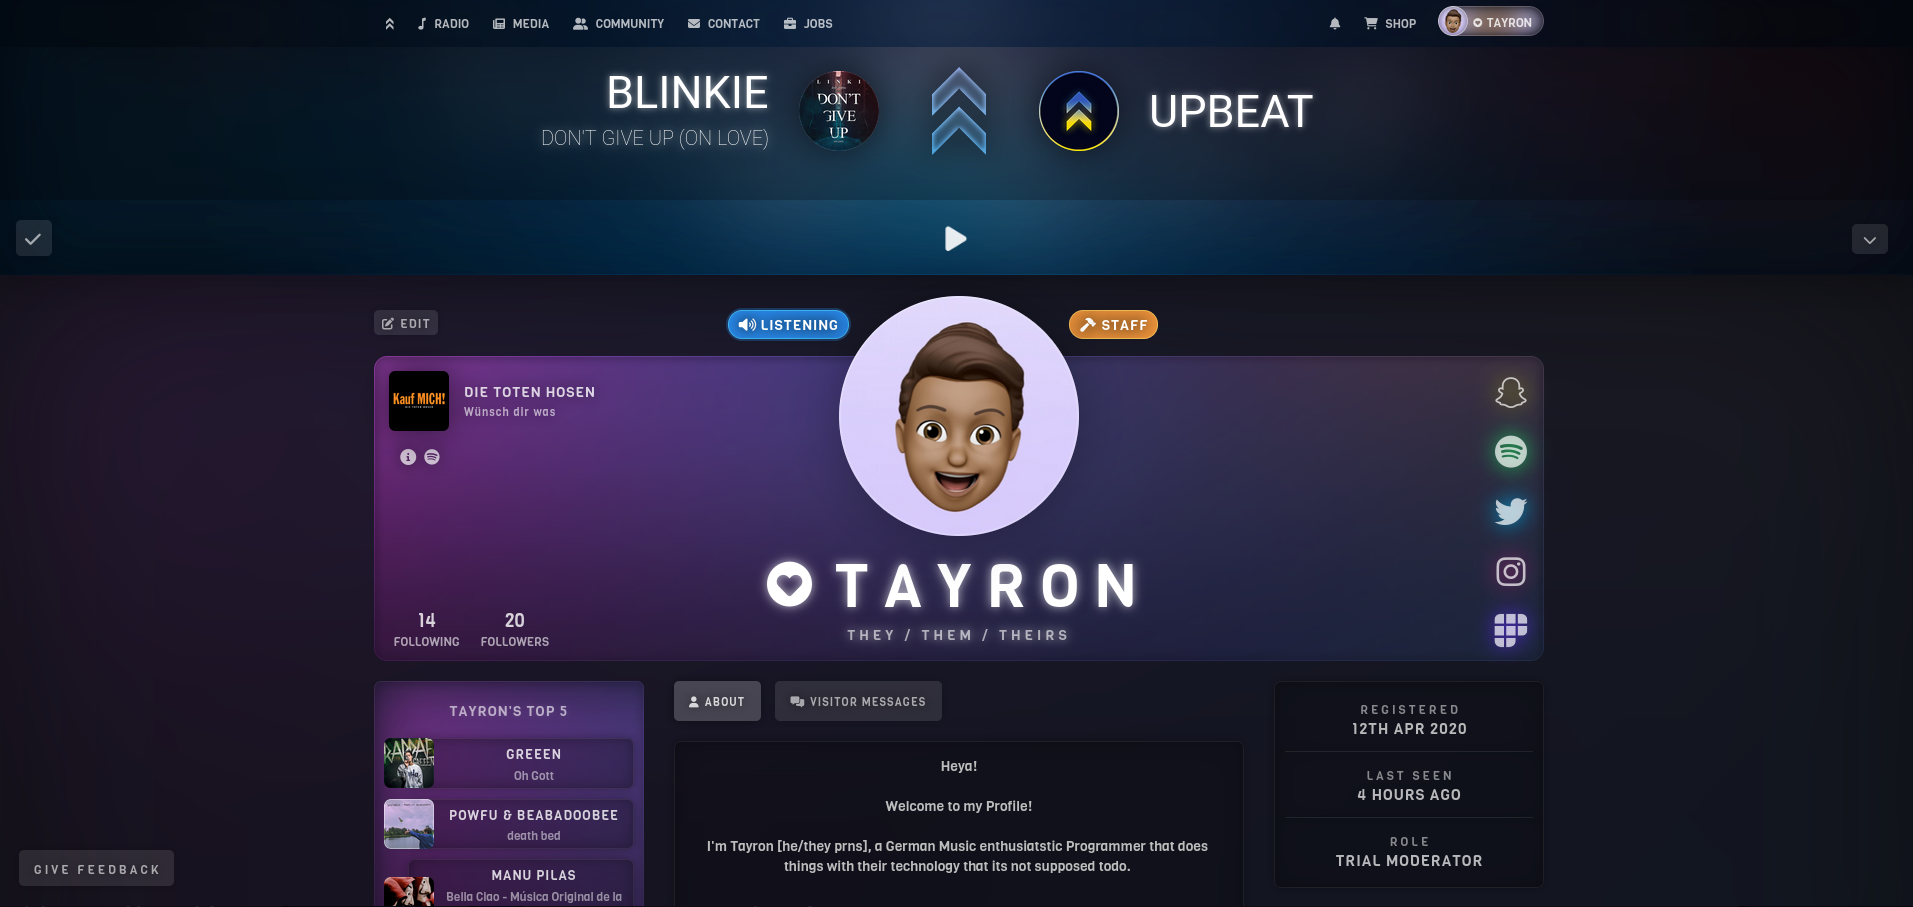 RADIO
MEDIA
COMMUNITY
CONTACT
JOBS
SHOP
TAYRON
BLINKIE
DON'T GIVE UP (ON LOVE)
DON'T
GIVE
UP
UPBEAT
EDIT
LISTENING
STAFF
Kauf MICH!
DIE TOTEN HOSEN
Wünsch dir was
TAYRON
THEY / THEM / THEIRS
14
FOLLOWING
20
FOLLOWERS
TAYRON'S TOP 5
GREEEN
Oh Gott
POWFU & BEABADOOBEE
death bed
MANU PILAS
Bella Ciao - Música Original de la
ABOUT
VISITOR MESSAGES
Heya!
Welcome to my Profile!
I'm Tayron [he/they prns], a German Music enthusiatstic Programmer that does
things with their technology that its not supposed todo.
REGISTERED
12TH APR 2020
LAST SEEN
4 HOURS AGO
ROLE
TRIAL MODERATOR
GIVE FEEDBACK